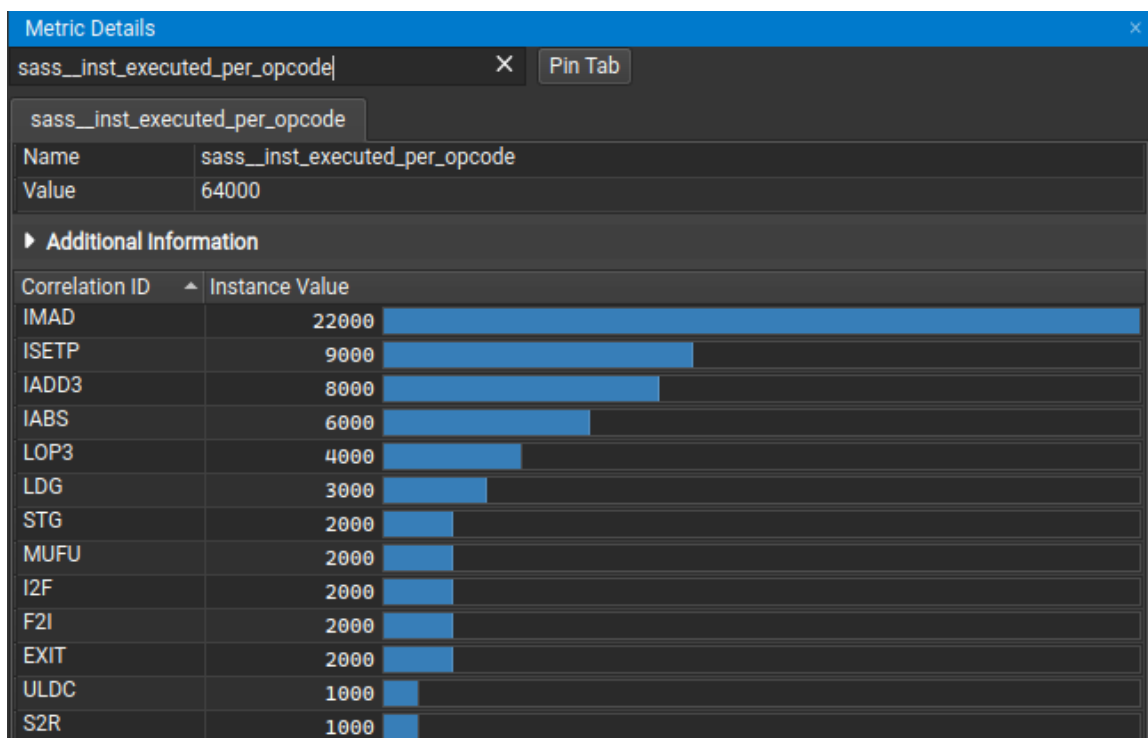 Metric Details ×
sass__inst_executed_per_opcode × Pin Tab
sass__inst_executed_per_opcode
Name sass__inst_executed_per_opcode
Value 64000
Additional Information
Correlation ID Instance Value
IMAD 22000
ISETP 9000
IADD3 8000
IABS 6000
LOP3 4000
LDG 3000
STG 2000
MUFU 2000
I2F 2000
F2I 2000
EXIT 2000
ULDC 1000
S2R 1000